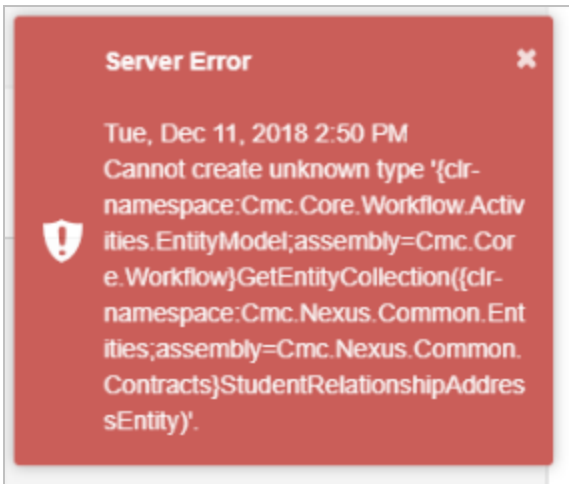 Server Error
Tue, Dec 11, 2018 2:50 PM
Cannot create unknown type '{clr-
namespace:Cmc.Core.Workflow.Activ
ities.EntityModel;assembly=Cmc.Cor
e.Workflow}GetEntityCollection({clr-
namespace:Cmc.Nexus.Common.Ent
ities;assembly=Cmc.Nexus.Common.
Contracts}StudentRelationshipAddres
sEntity)'.